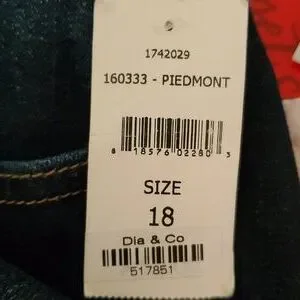 1742029
160333 - PIEDMONT
8 18576 02280 3
SIZE
18
Dia & Co
517851